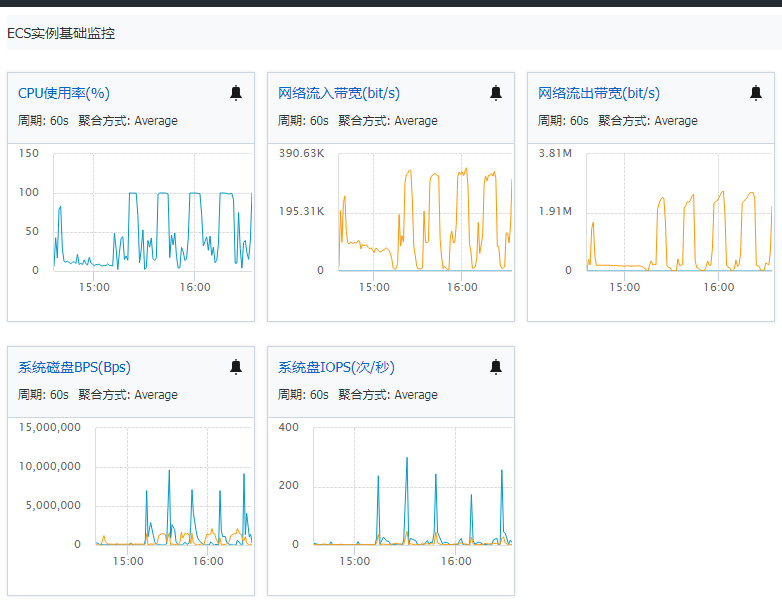 ECS实例基础监控
CPU使用率(%)
周期: 60s 聚合方式: Average
150
100
50
0
15:00 16:00
网络流入带宽(bit/s)
周期: 60s 聚合方式: Average
390.63K
195.31K
0
15:00 16:00
网络流出带宽(bit/s)
周期: 60s 聚合方式: Average
3.81M
1.91M
0
15:00 16:00
系统磁盘BPS(Bps)
周期: 60s 聚合方式: Average
15,000,000
10,000,000
5,000,000
0
15:00 16:00
系统盘IOPS(次/秒)
周期: 60s 聚合方式: Average
400
200
0
15:00 16:00